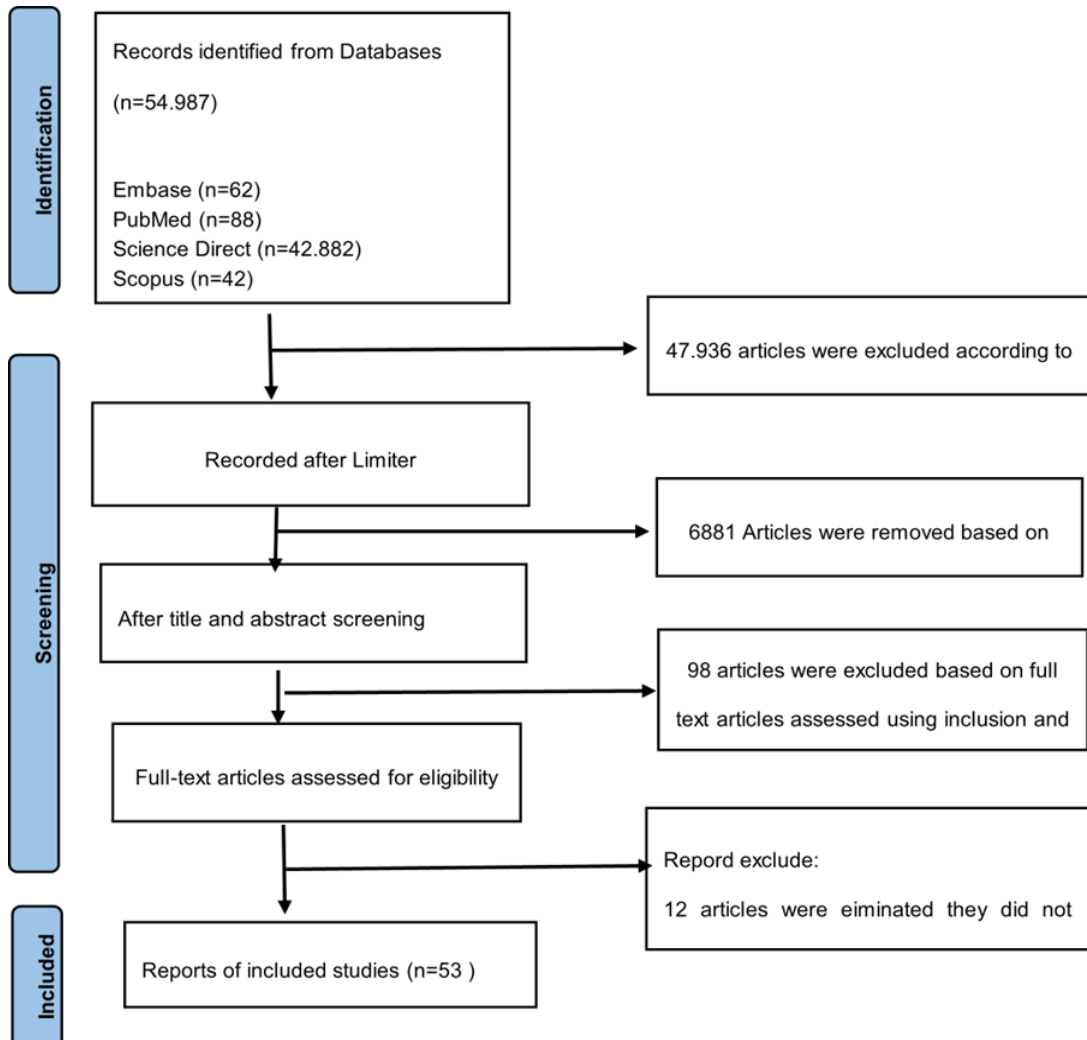 Identification
Records identified from Databases
(n=54.987)
Embase (n=62)
PubMed (n=88)
Science Direct (n=42.882)
Scopus (n=42)
47.936 articles were excluded according to
Screening
Recorded after Limiter
6881 Articles were removed based on
After title and abstract screening
98 articles were excluded based on full
text articles assessed using inclusion and
Full-text articles assessed for eligibility
Repord exclude:
12 articles were eiminated they did not
Included
Reports of included studies (n=53 )